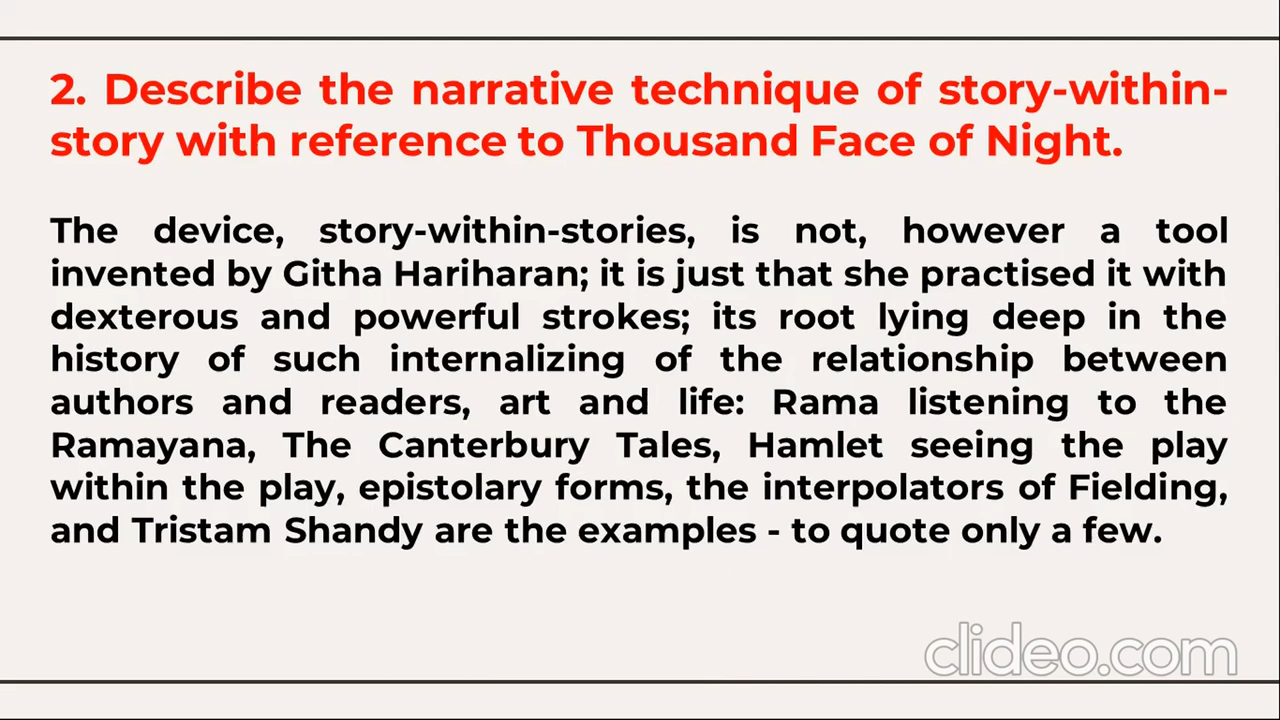 2. Describe the narrative technique of story-within-
story with reference to Thousand Face of Night.
The device, story-within-stories, is not, however a tool
invented by Githa Hariharan; it is just that she practised it with
dexterous and powerful strokes; its root lying deep in the
history of such internalizing of the relationship between
authors and readers, art and life: Rama listening to the
Ramayana, The Canterbury Tales, Hamlet seeing the play
within the play, epistolary forms, the interpolators of Fielding,
and Tristam Shandy are the examples - to quote only a few.
clideo.com